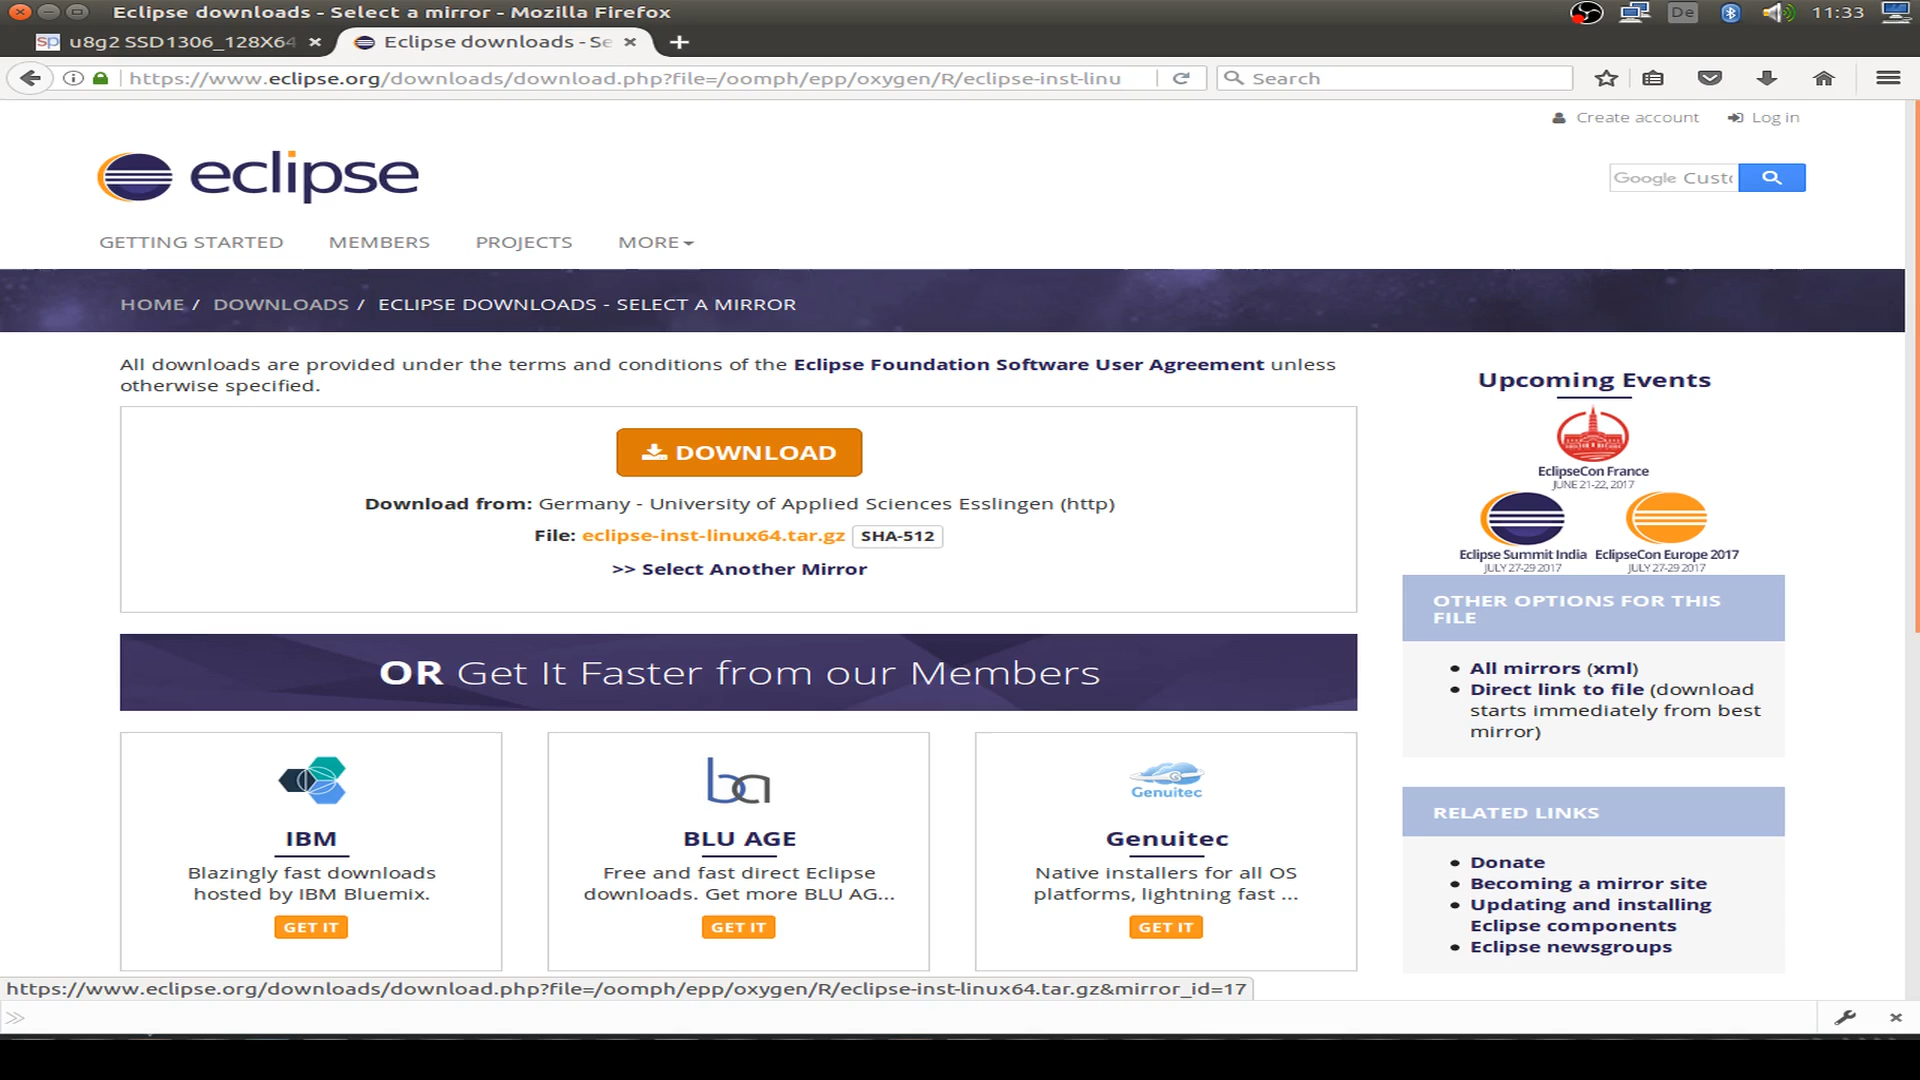 Eclipse downloads - Select a mirror - Mozilla Firefox
De
11:33
sp u8g2 SSD1306_128X64
Eclipse downloads - Se
https://www.eclipse.org/downloads/download.php?file=/oomph/epp/oxygen/R/eclipse-inst-linu
Search
Create account
Log in
eclipse
Google Custo
GETTING STARTED
MEMBERS
PROJECTS
MORE
HOME / DOWNLOADS / ECLIPSE DOWNLOADS - SELECT A MIRROR
All downloads are provided under the terms and conditions of the Eclipse Foundation Software User Agreement unless
otherwise specified.
DOWNLOAD
Download from: Germany - University of Applied Sciences Esslingen (http)
File: eclipse-inst-linux64.tar.gz SHA-512
>> Select Another Mirror
OR Get It Faster from our Members
IBM
Blazingly fast downloads
hosted by IBM Bluemix.
GET IT
ba
BLU AGE
Free and fast direct Eclipse
downloads. Get more BLU AG...
GET IT
Genuitec
Genuitec
Native installers for all OS
platforms, lightning fast ...
GET IT
Upcoming Events
EclipseCon France
JUNE 21-22, 2017
Eclipse Summit India
JULY 27-29 2017
EclipseCon Europe 2017
JULY 27-29 2017
OTHER OPTIONS FOR THIS
FILE
All mirrors (xml)
Direct link to file (download
starts immediately from best
mirror)
RELATED LINKS
Donate
Becoming a mirror site
Updating and installing
Eclipse components
Eclipse newsgroups
https://www.eclipse.org/downloads/download.php?file=/oomph/epp/oxygen/R/eclipse-inst-linux64.tar.gz&mirror_id=17